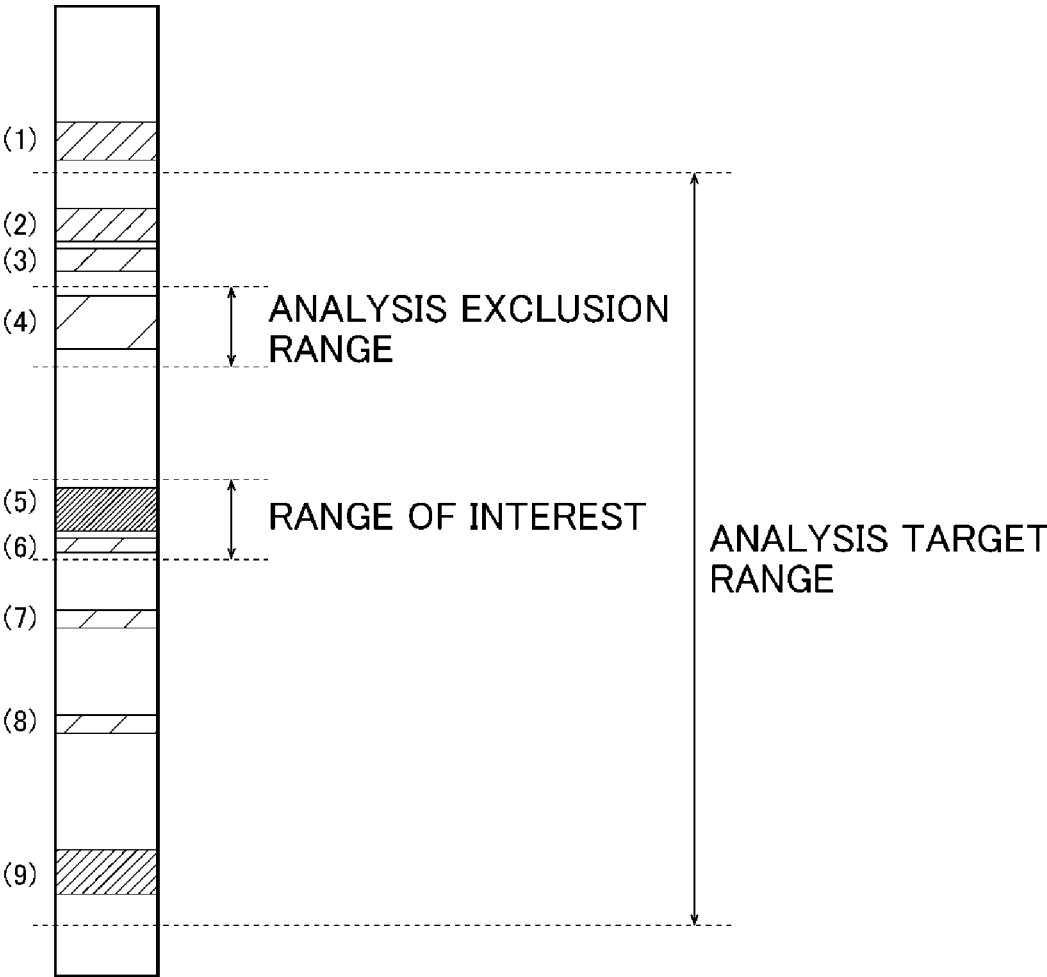 (1)
(2)
(3)
(4)
ANALYSIS EXCLUSION
RANGE
(5)
RANGE OF INTEREST
(6)
ANALYSIS TARGET
RANGE
(7)
(8)
(9)